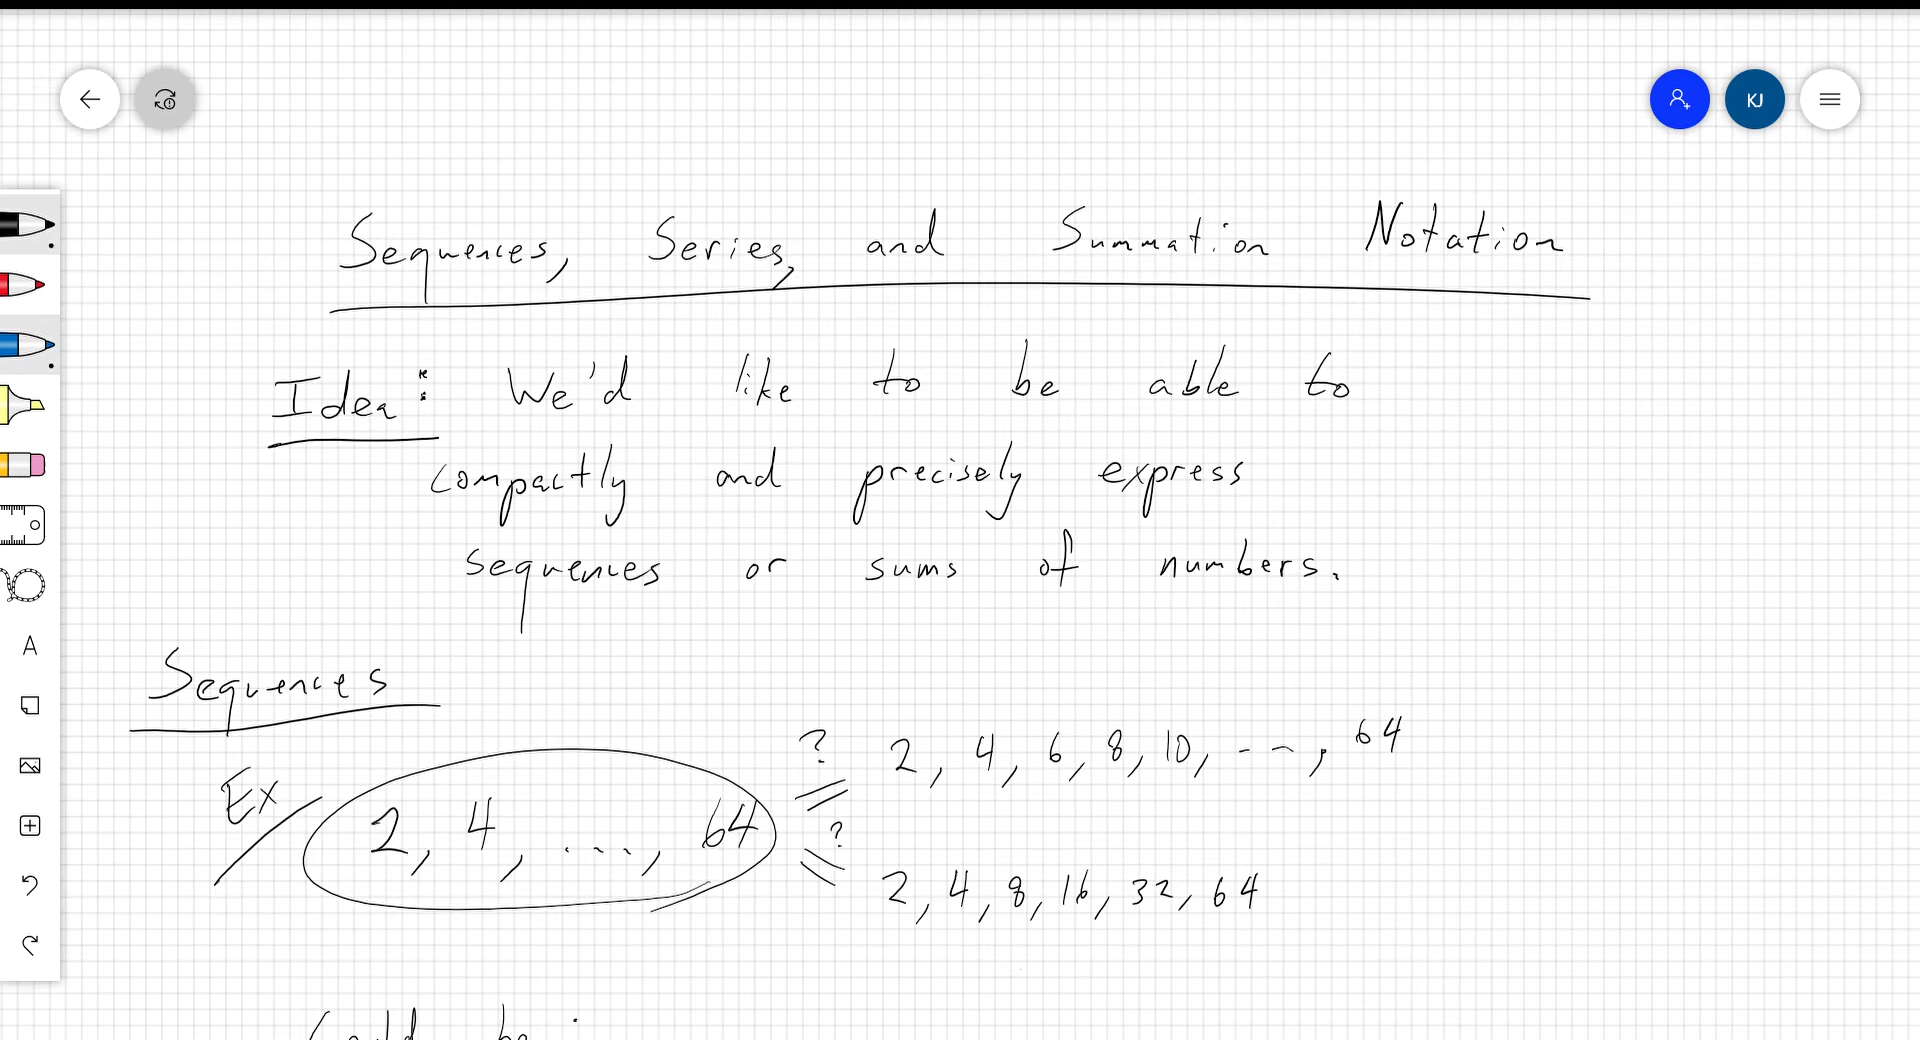 KJ
Sequences, Series, and Summation Notation
Idea: We'd like to be able to
compactly and precisely express
sequences or sums of numbers.
A
Sequences
Ex 2, 4, ..., 64
? = 2, 4, 6, 8, 10, ..., 64
? = 2, 4, 8, 16, 32, 64
Could be